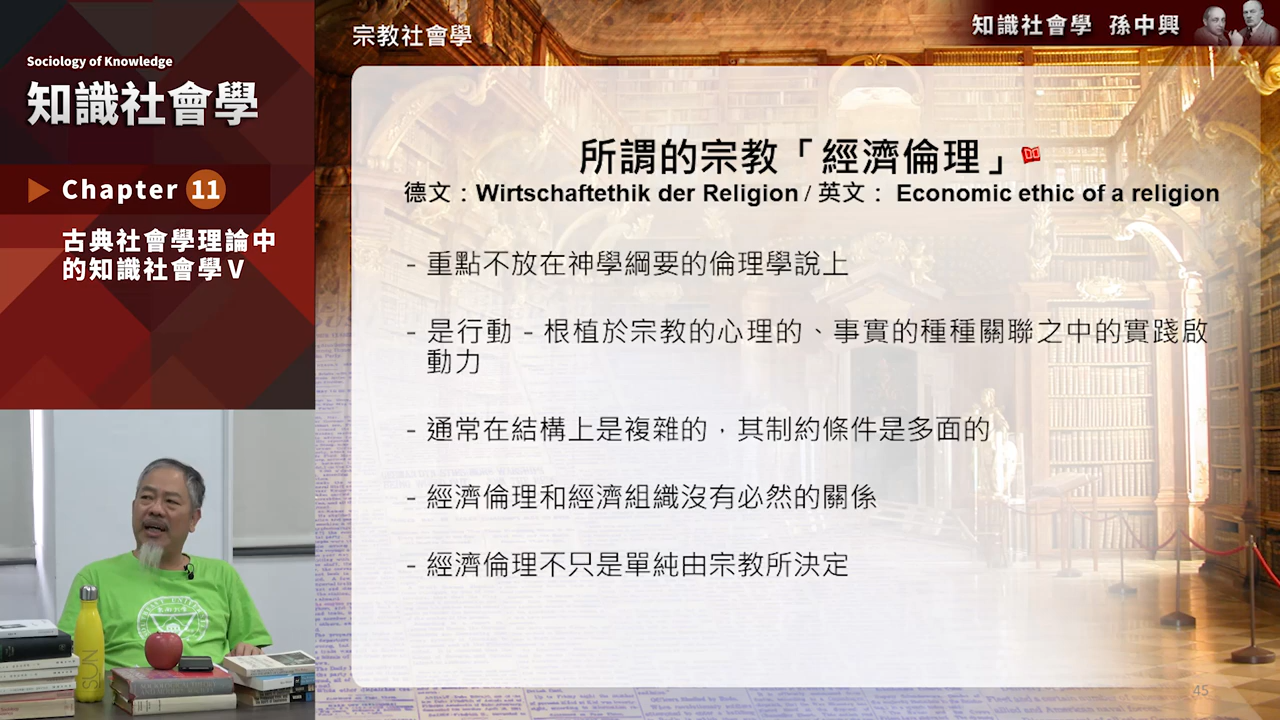 Sociology of Knowledge
知識社會學
Chapter 11
古典社會學理論中
的知識社會學 V
宗教社會學
知識社會學 孫中興
所謂的宗教「經濟倫理」
德文：Wirtschaftethik der Religion / 英文： Economic ethic of a religion
- 重點不放在神學綱要的倫理學說上
- 是行動 - 根植於宗教的心理的、事實的種種關聯之中的實踐啟
動力
- 通常在結構上是複雜的，其制約條件是多面的
- 經濟倫理和經濟組織沒有必然的關係
- 經濟倫理不只是單純由宗教所決定
45
SUN